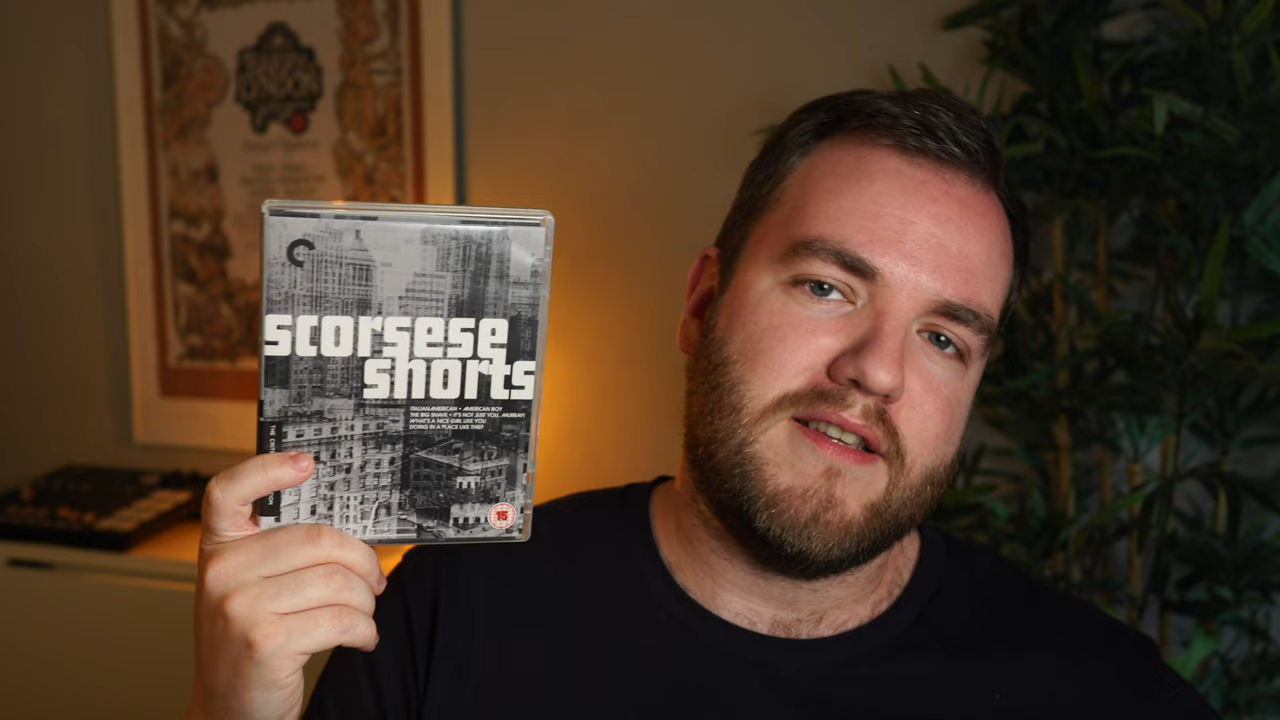 LONDON
scorsese
shorts
ITALIANAMERICAN • AMERICAN BOY
THE BIG SHAVE • IT'S NOT JUST YOU, MURRAY!
WHAT'S A NICE GIRL LIKE YOU
DOING IN A PLACE LIKE THIS?
15